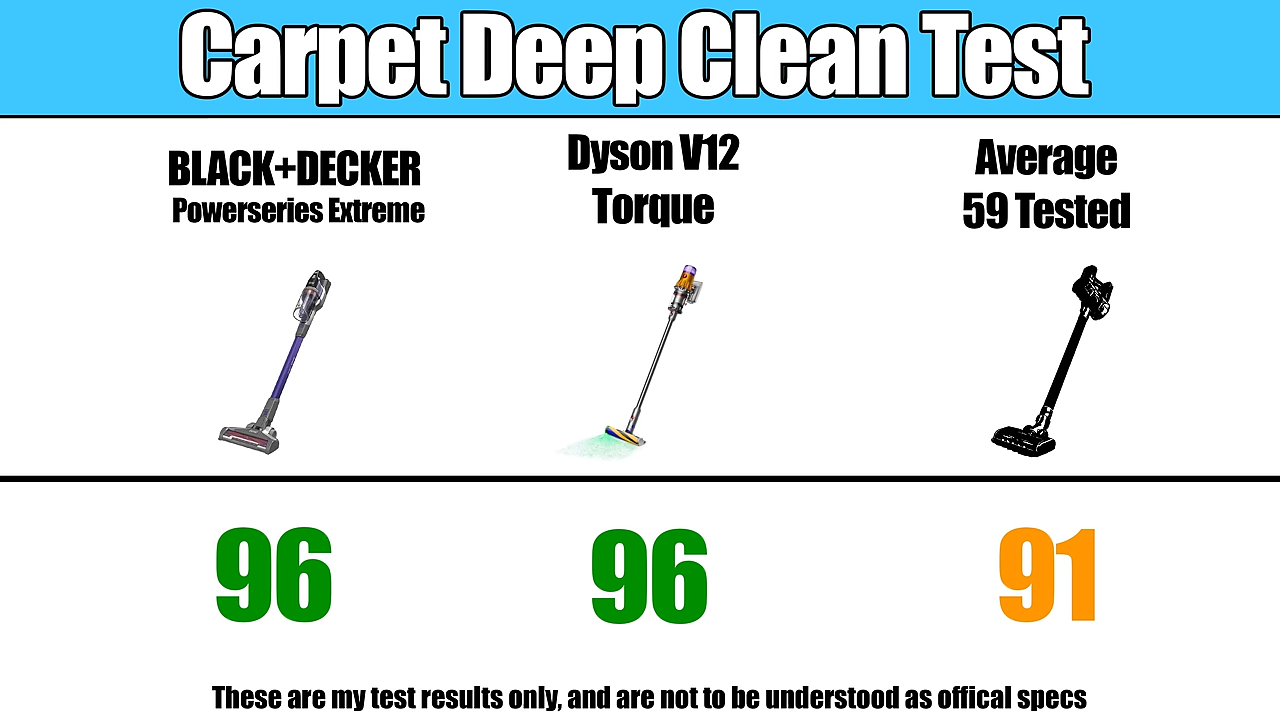 Carpet Deep Clean Test
BLACK+DECKER
Powerseries Extreme
Dyson V12
Torque
Average
59 Tested
96
96
91
These are my test results only, and are not to be understood as offical specs